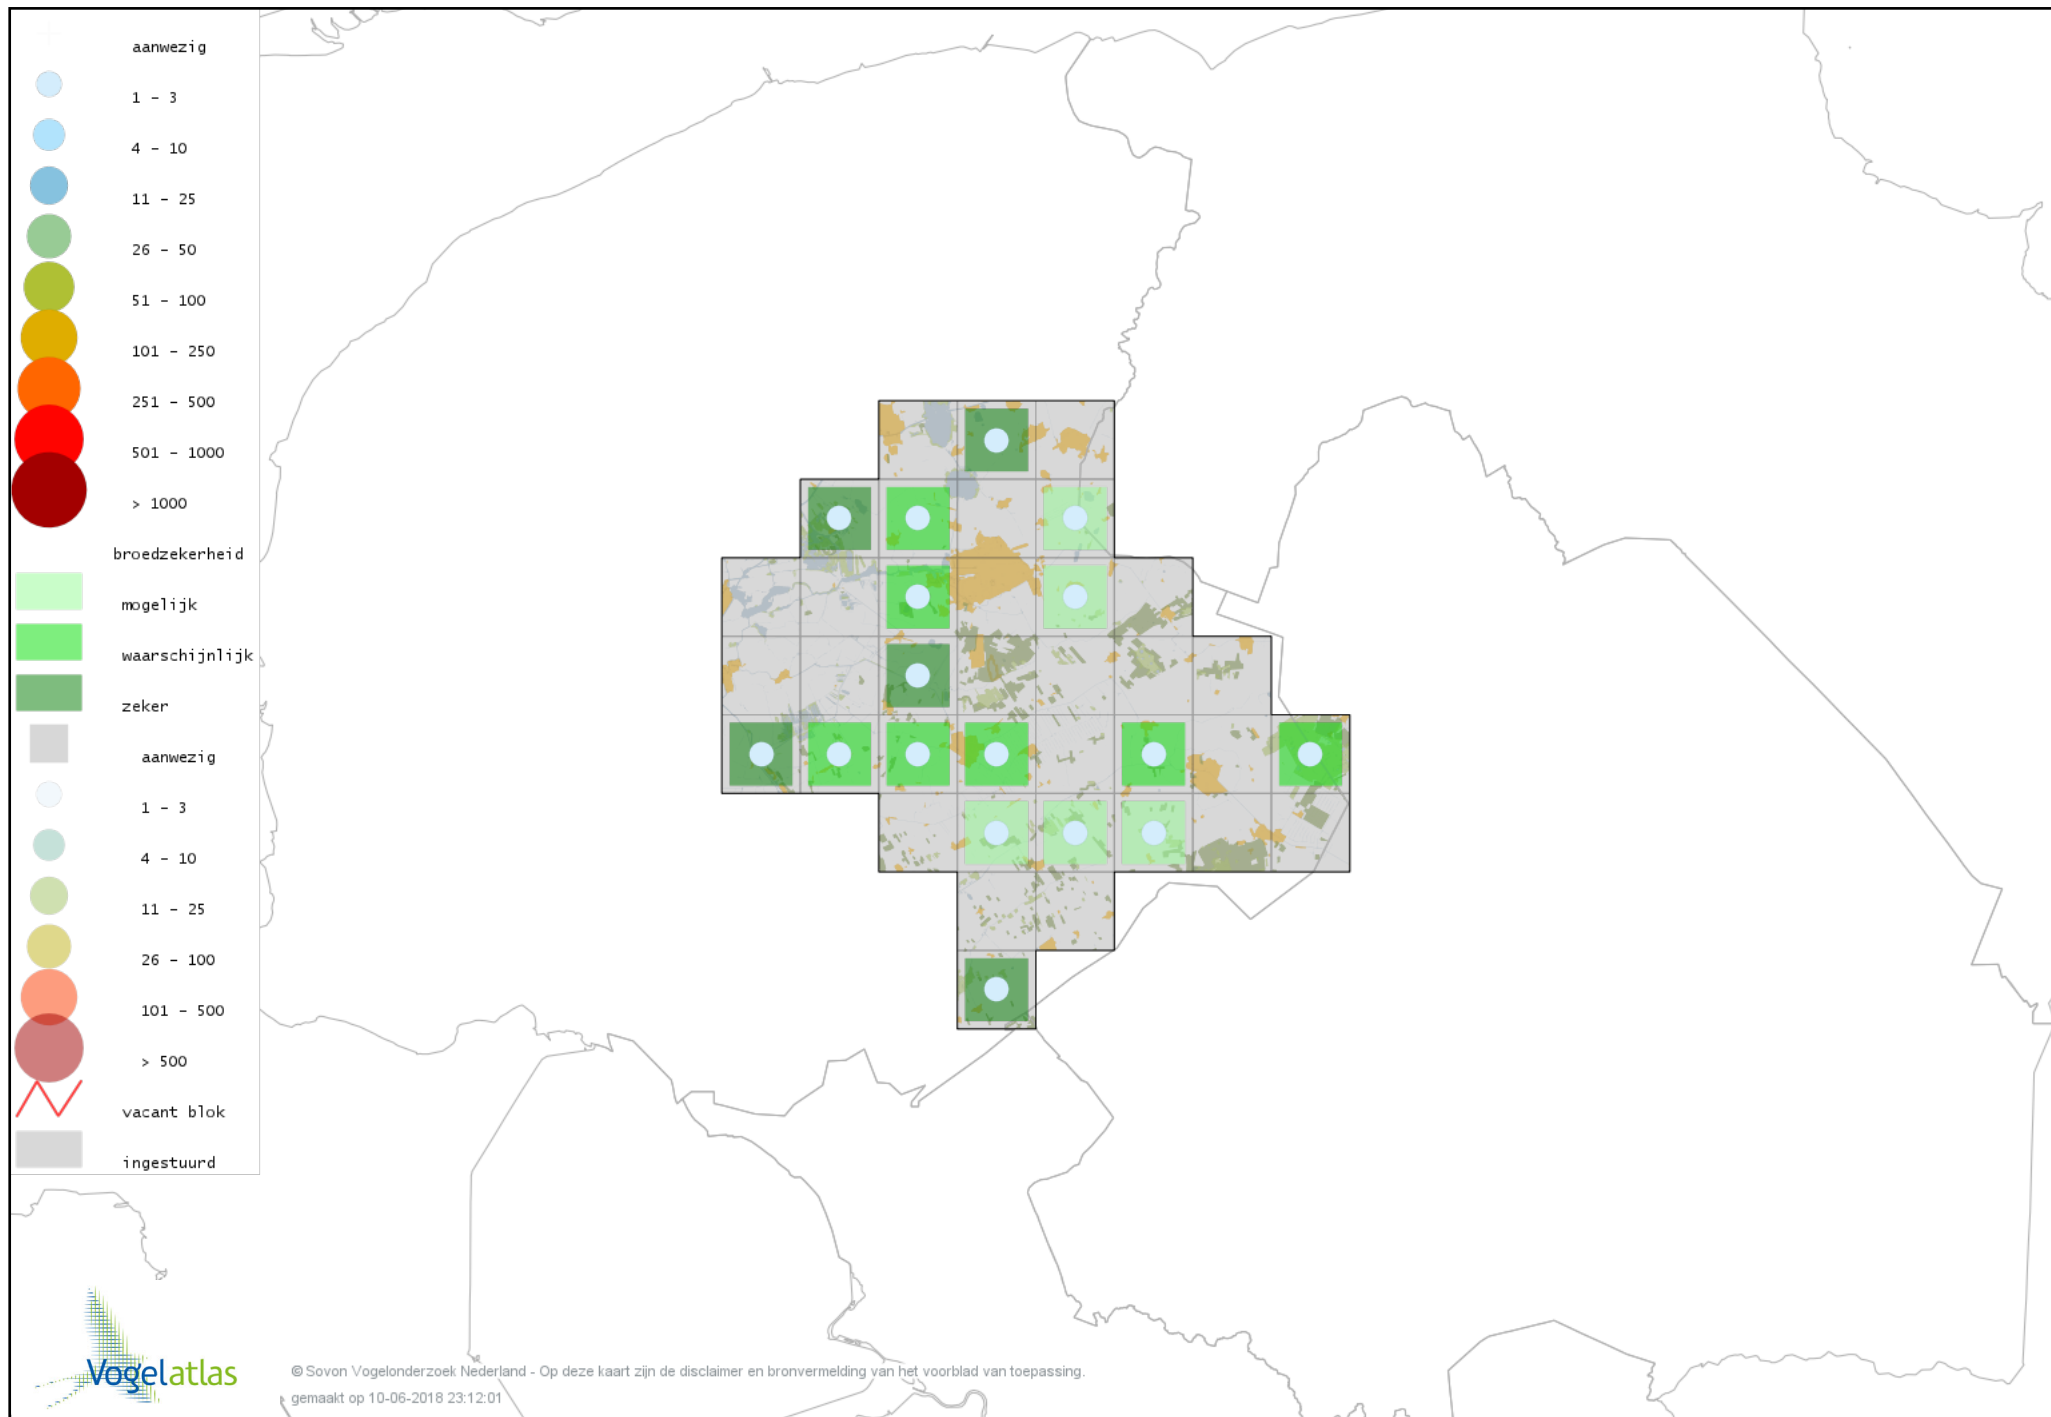 aanwezig
1 - 3
4 - 10
11 - 25
26 - 50
51 - 100
101 - 250
251 - 500
501 - 1000
> 1000
broedzekerheid
mogelijk
waarschijnlijk
zeker
aanwezig
1 - 3
4 - 10
11 - 25
26 - 100
101 - 500
> 500
vacant blok
ingestuurd
Vogelatlas
© Sovon Vogelonderzoek Nederland - Op deze kaart zijn de disclaimer en bronvermelding van het voorblad van toepassing.
gemaakt op 10-06-2018 23:12:01